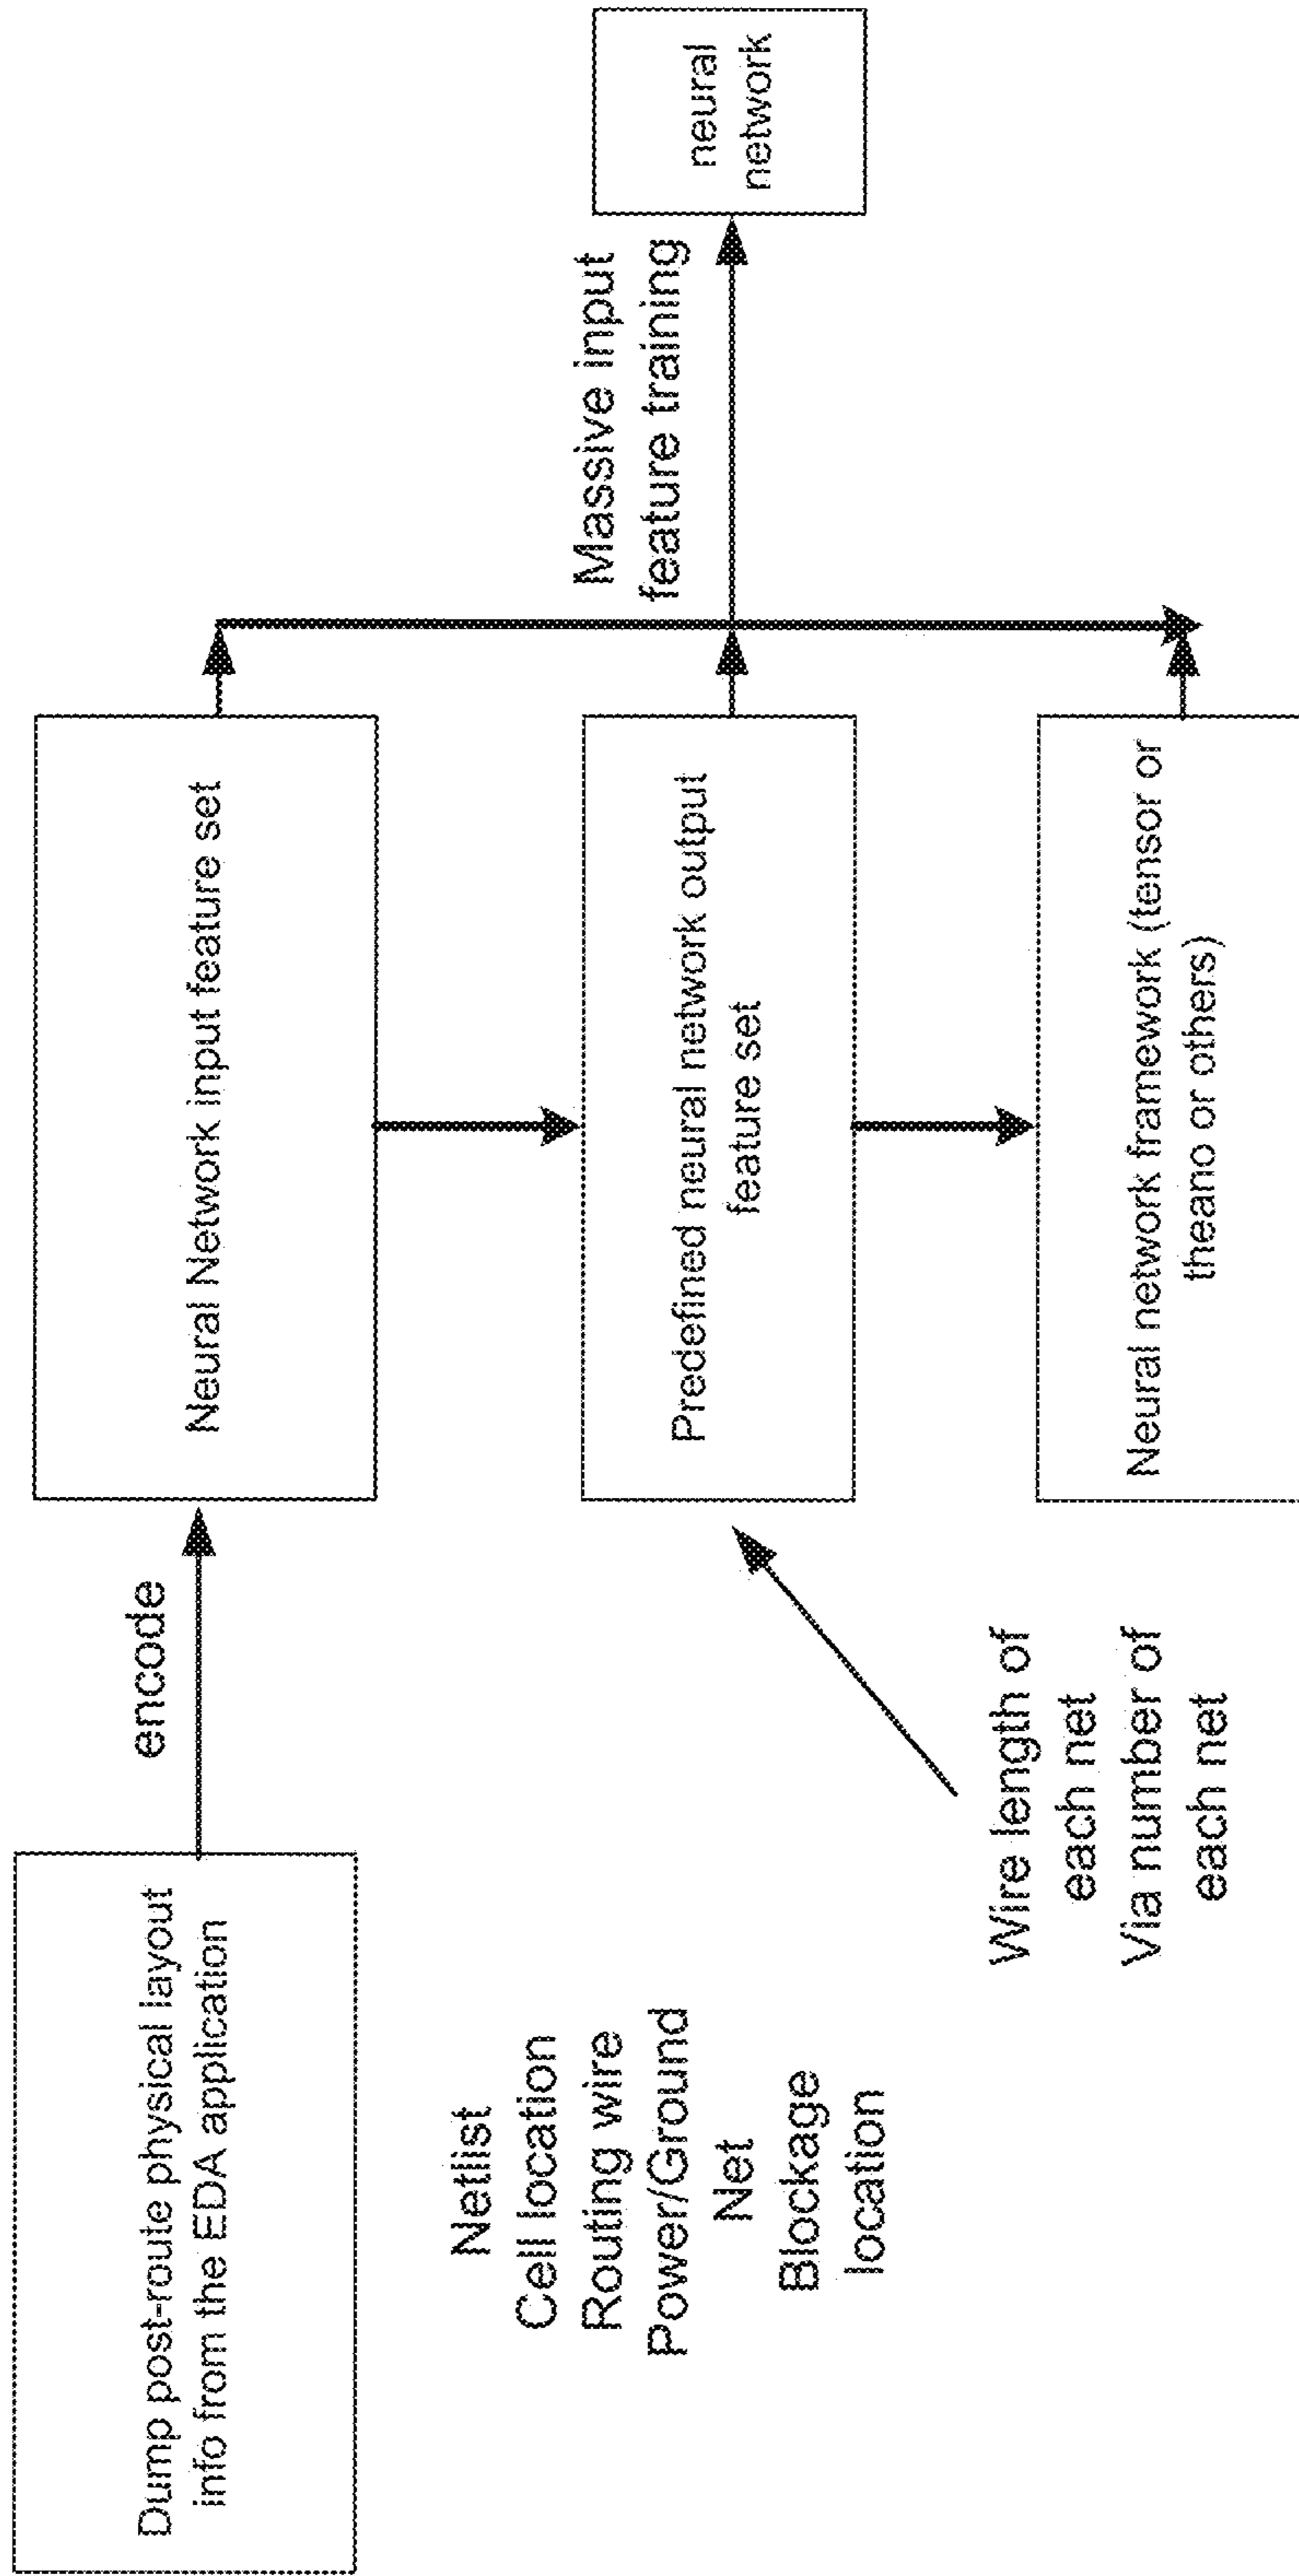 Dump post-route physical layout
info from the EDA application
encode
Neural Network input feature set
Netlist
Cell location
Routing wire
Power/Ground
Net
Blockage
location
Predefined neural network output
feature set
Massive input
feature training
neural
network
Wire length of
each net
Via number of
each net
Neural network framework (tensor or
theano or others)